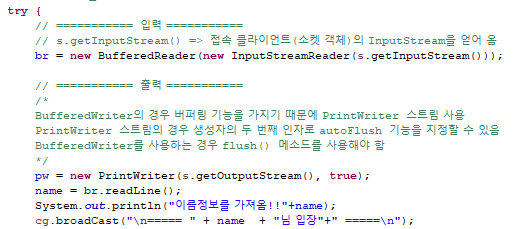 try {
// =========== 입력 ===========
// s.getInputStream() => 접속 클라이언트(소켓 객체)의 InputStream을 얻어 옴
br = new BufferedReader(new InputStreamReader(s.getInputStream()));
// =========== 출력 ===========
/*
BufferedWriter의 경우 버퍼링 기능을 가지기 때문에 PrintWriter 스트림 사용
PrintWriter 스트림의 경우 생성자의 두 번째 인자로 autoFlush 기능을 지정할 수 있음
BufferedWriter를 사용하는 경우 flush() 메소드를 사용해야 함
*/
pw = new PrintWriter(s.getOutputStream(), true);
name = br.readLine();
System.out.println("이름정보를 가져옴!!"+name);
cg.broadCast("\n===== " + name  + "님 입장"+" =====\n");